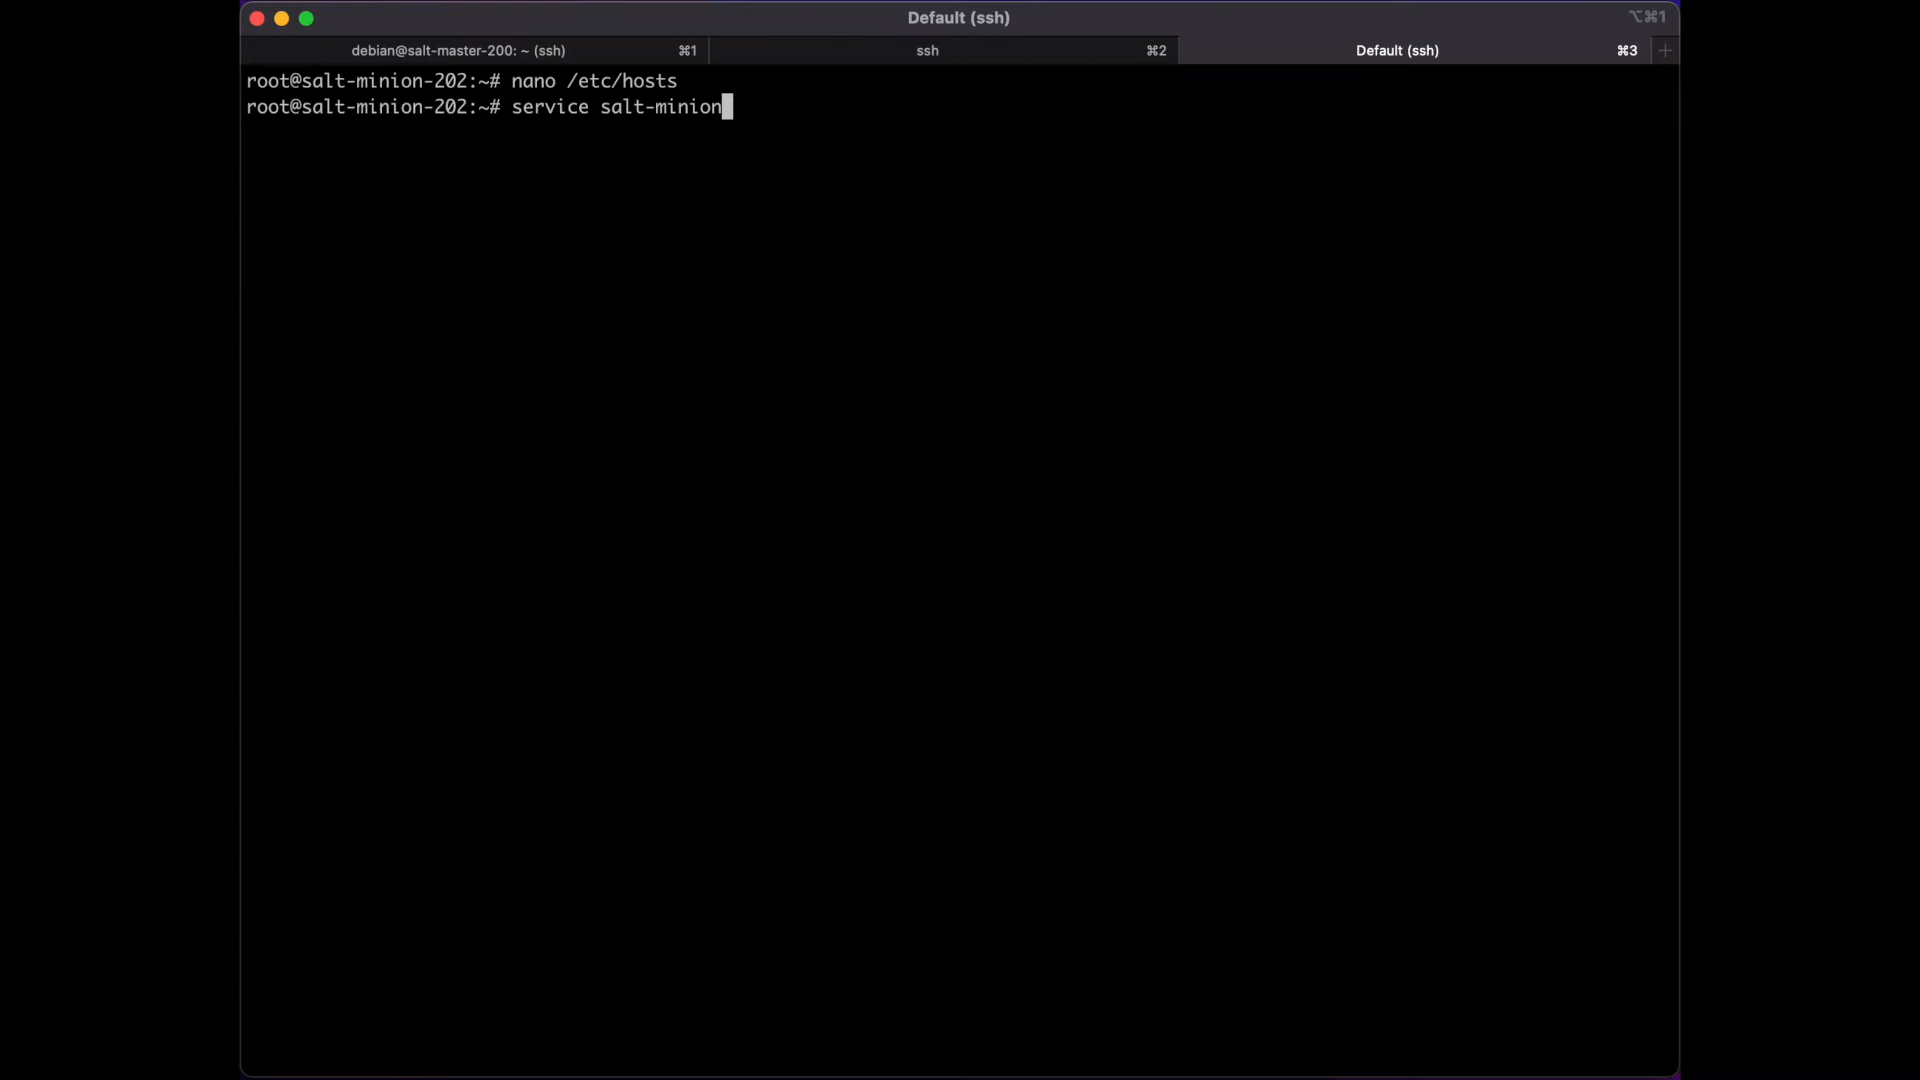 Default (ssh)
⌥⌘1
debian@salt-master-200: ~ (ssh) ⌘1
ssh ⌘2
Default (ssh) ⌘3
root@salt-minion-202:~# nano /etc/hosts
root@salt-minion-202:~# service salt-minion